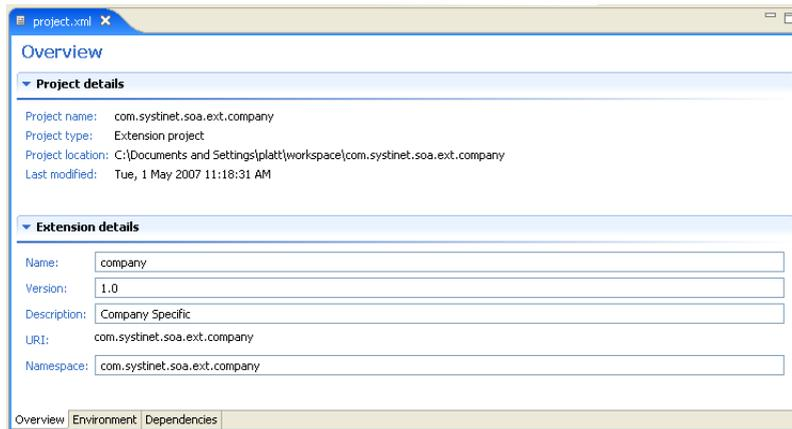 project.xml
Overview
Project details
Project name: com.systinet.soa.ext.company
Project type: Extension project
Project location: C:\Documents and Settings\platt\workspace\com.systinet.soa.ext.company
Last modified: Tue, 1 May 2007 11:18:31 AM
Extension details
Name: company
Version: 1.0
Description: Company Specific
URI: com.systinet.soa.ext.company
Namespace: com.systinet.soa.ext.company
Overview Environment Dependencies